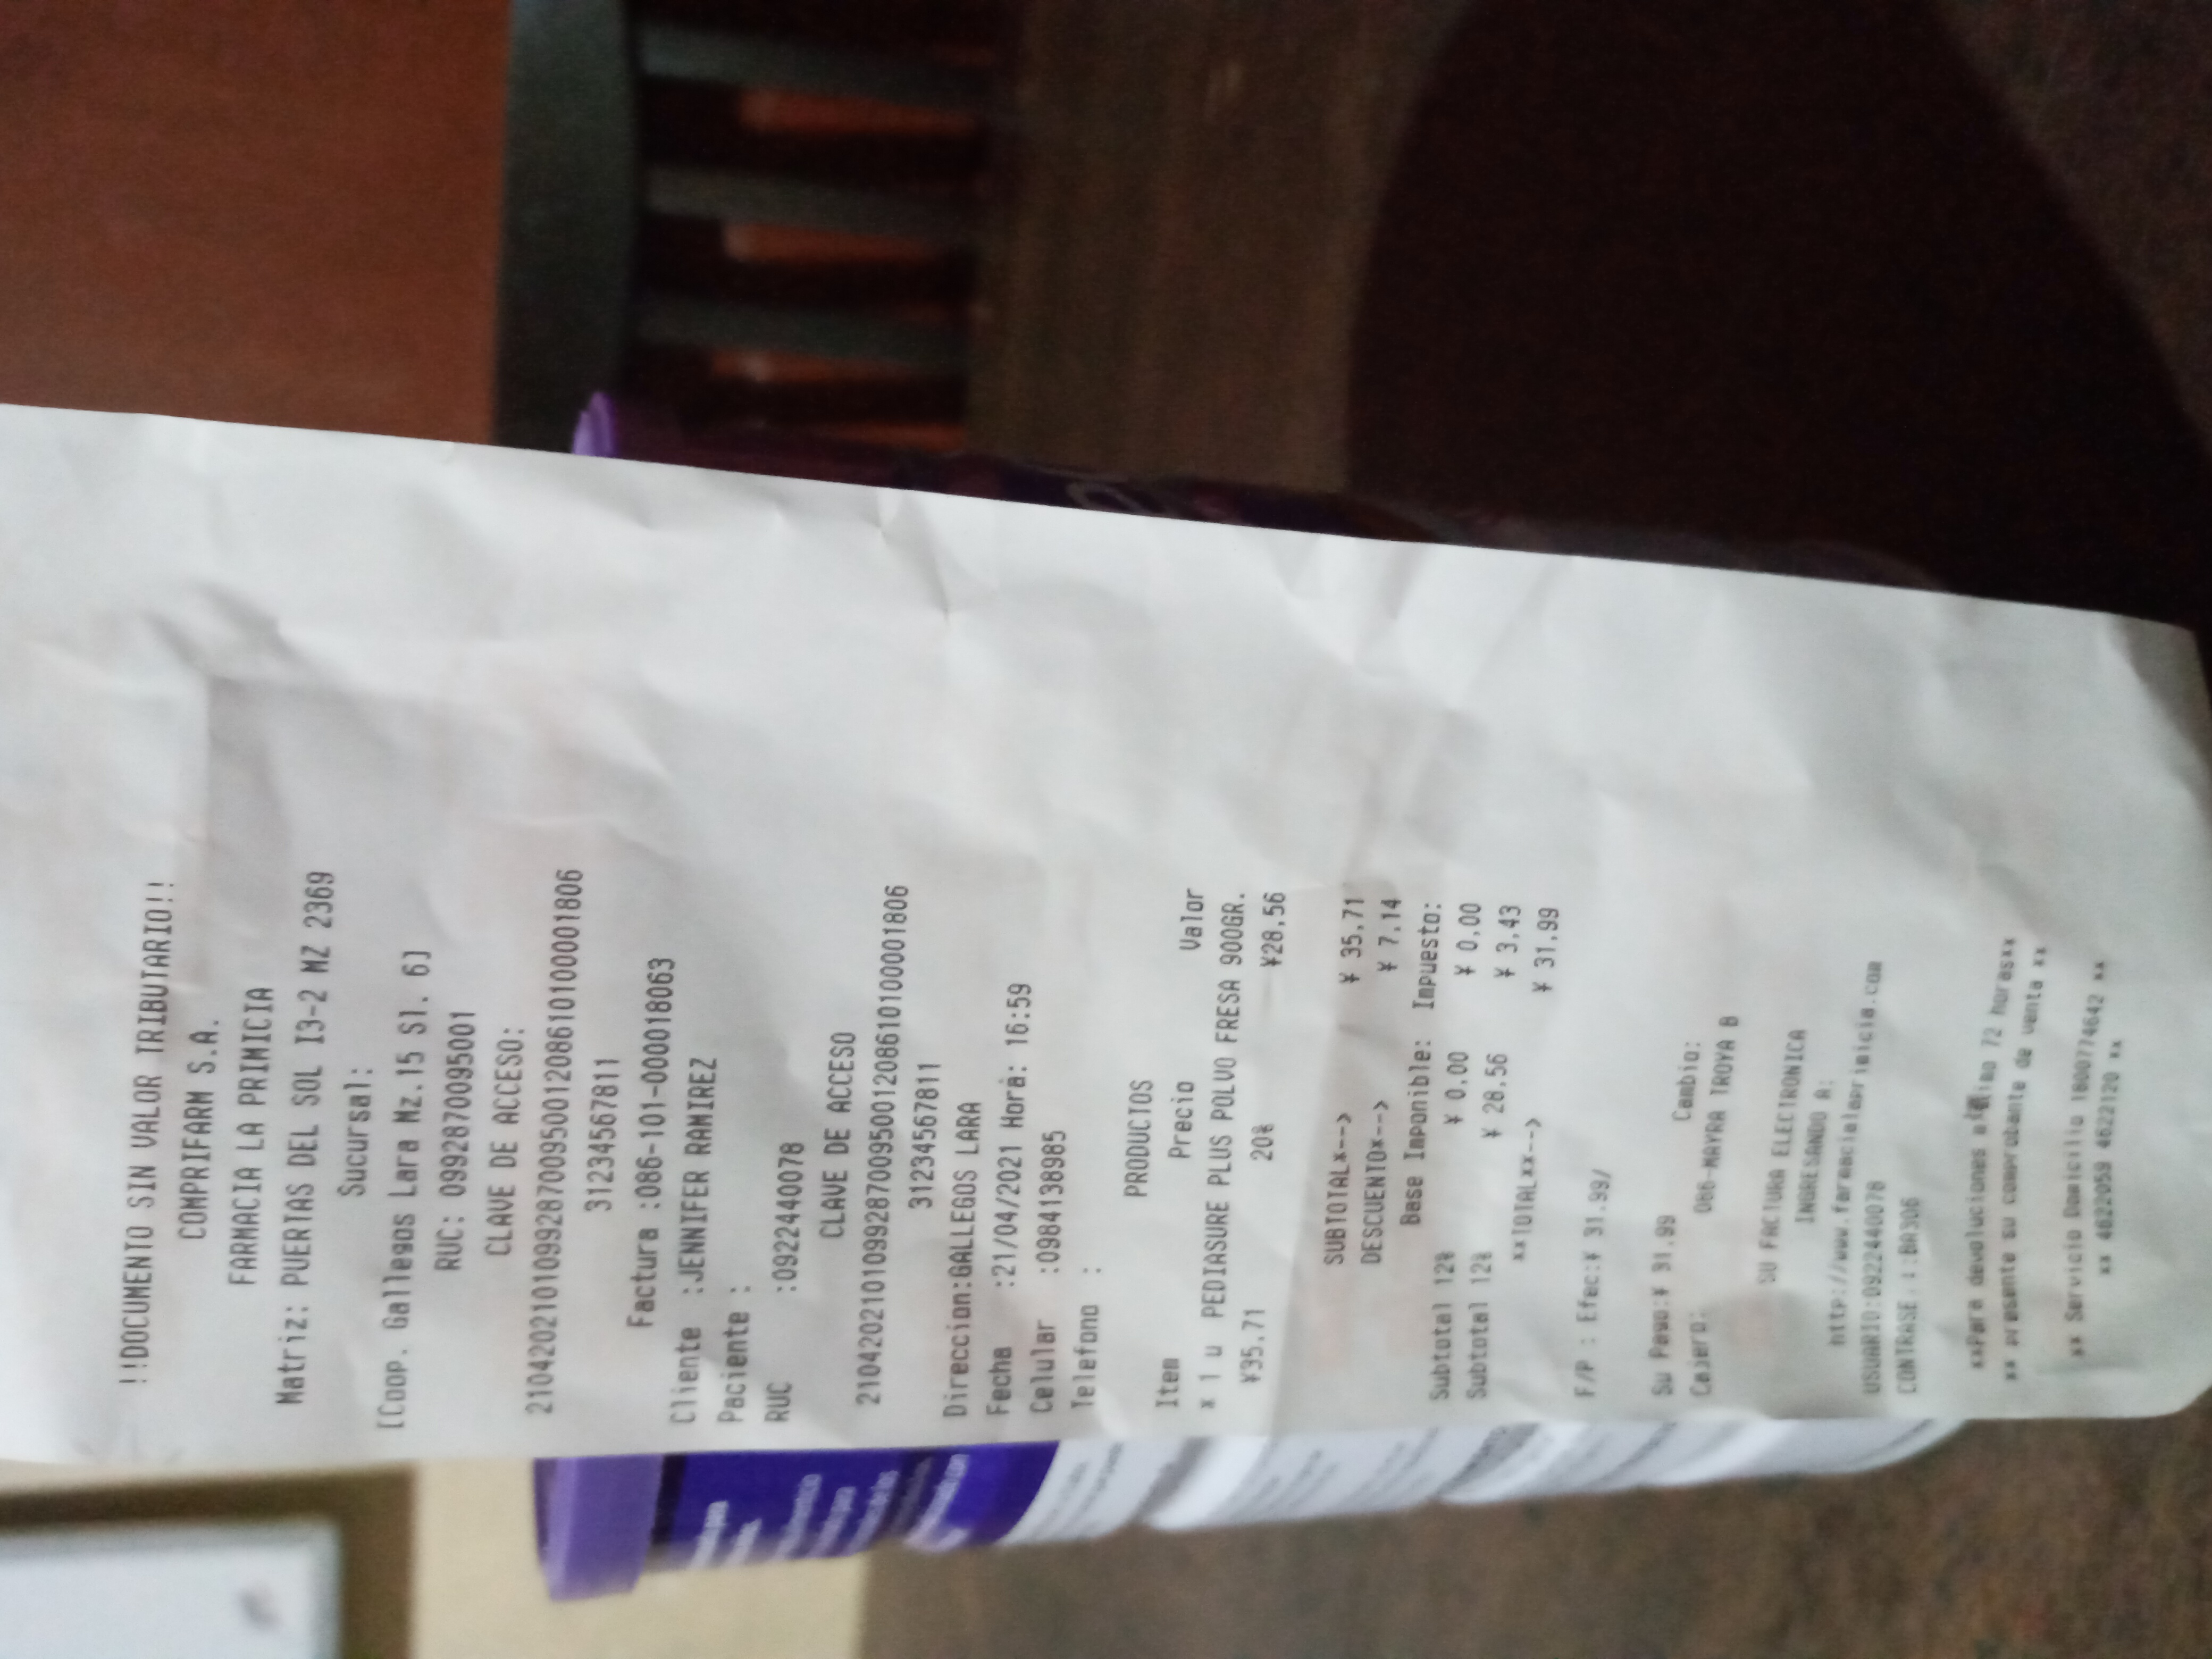 !!DOCUMENTO SIN VALOR TRIBUTARIO!!
COMPRIFARM S.A.
FARMACIA LA PRIMICIA
Matriz: PUERTAS DEL SOL I3-2 MZ 2369
Sucursal:
[Coop. Gallegos Lara Mz.15 Sl. 6]
RUC: 0992870095001
CLAVE DE ACCESO:
21042021010992870095001208610100001806
31234567811
Factura :086-101-000018063
Cliente :JENNIFER RAMIREZ
Paciente :
RUC :0922440078
CLAVE DE ACCESO
21042021010992870095001208610100001806
31234567811
Direccion:GALLEGOS LARA
Fecha :21/04/2021 Hora: 16:59
Celular :0984138985
Telefono :
PRODUCTOS
Item Precio Valor
* 1 u PEDIASURE PLUS POLVO FRESA 900GR.
¥35.71 20% ¥28.56
SUBTOTAL*--> ¥ 35.71
DESCUENTO*--> ¥ 7.14
Base Imponible: Impuesto:
Subtotal 12% ¥ 0.00 ¥ 0.00
Subtotal 12% ¥ 28.56 ¥ 3.43
**TOTAL**--> ¥ 31.99
F/P : Efec:¥ 31.99/
Su Pago:¥ 31.99 Cambio:
Cajero: 086-MAYRA TROYA B
SU FACTURA ELECTRONICA
INGRESANDO A:
http://www.farmacialaprimicia.com
USUARIO:0922440078
CONTRASE. ::BA306
**Para devoluciones 72 horas**
** presente su comprobante de venta **
** Servicio Domicilio 1800774642 **
** 4622059 4622120 **